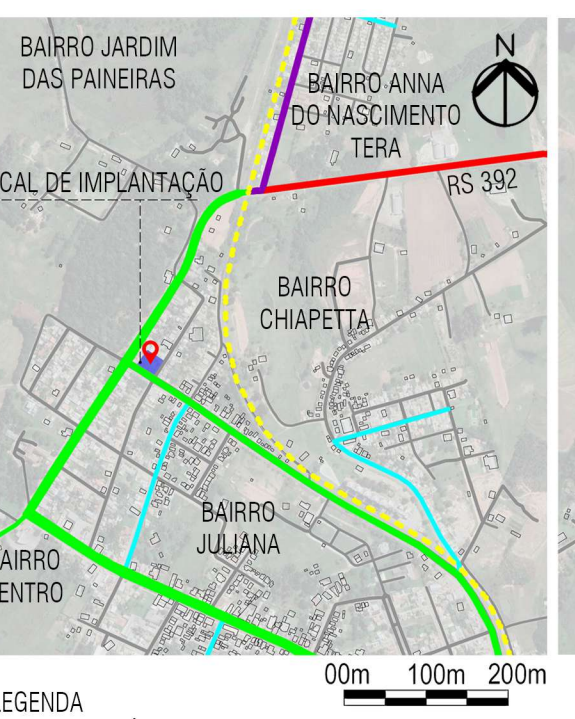 BAIRRO JARDIM
DAS PAINEIRAS
N
BAIRRO ANNA
DO NASCIMENTO
TERA
CAL DE IMPLANTAÇÃO
RS 392
BAIRRO
CHIAPETTA
BAIRRO
JULIANA
AIRRO
ENTRO
00m 100m 200m
LEGENDA